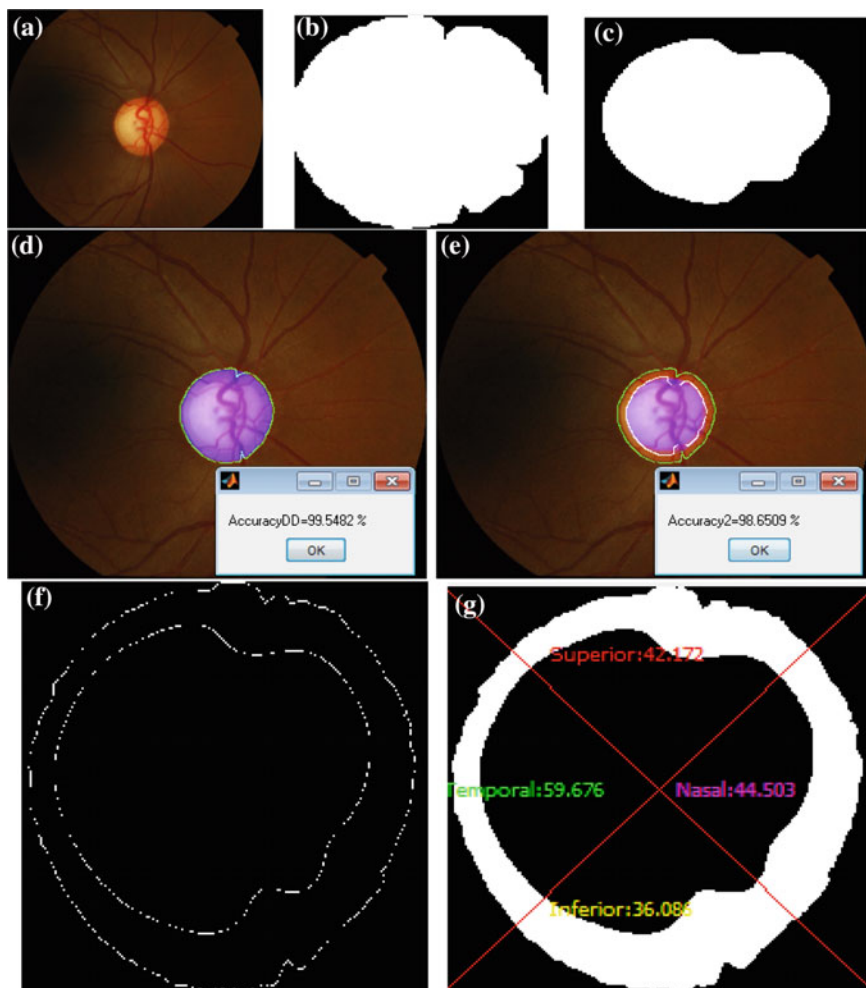 (a)
(b)
(c)
(d)
(e)
AccuracyDD=99.5482 %
OK
Accuracy2=98.6509 %
OK
(f)
(g)
Superior:42.172
Temporal:59.676
Nasal:44.503
Inferior:36.086